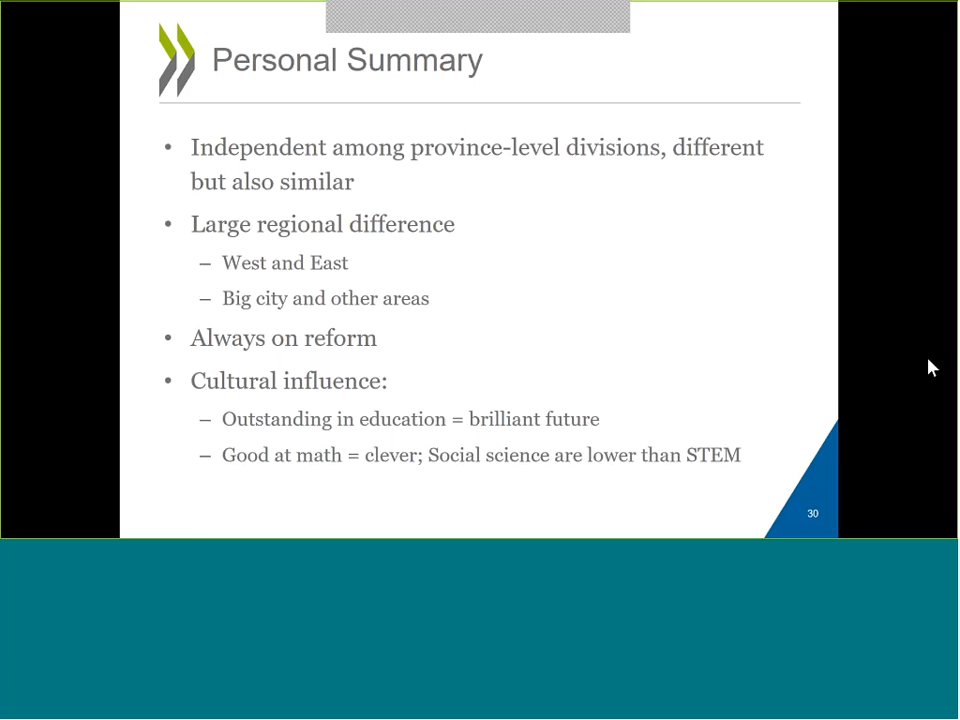 Personal Summary
• Independent among province-level divisions, different
but also similar
• Large regional difference
– West and East
– Big city and other areas
• Always on reform
• Cultural influence:
– Outstanding in education = brilliant future
– Good at math = clever; Social science are lower than STEM
30